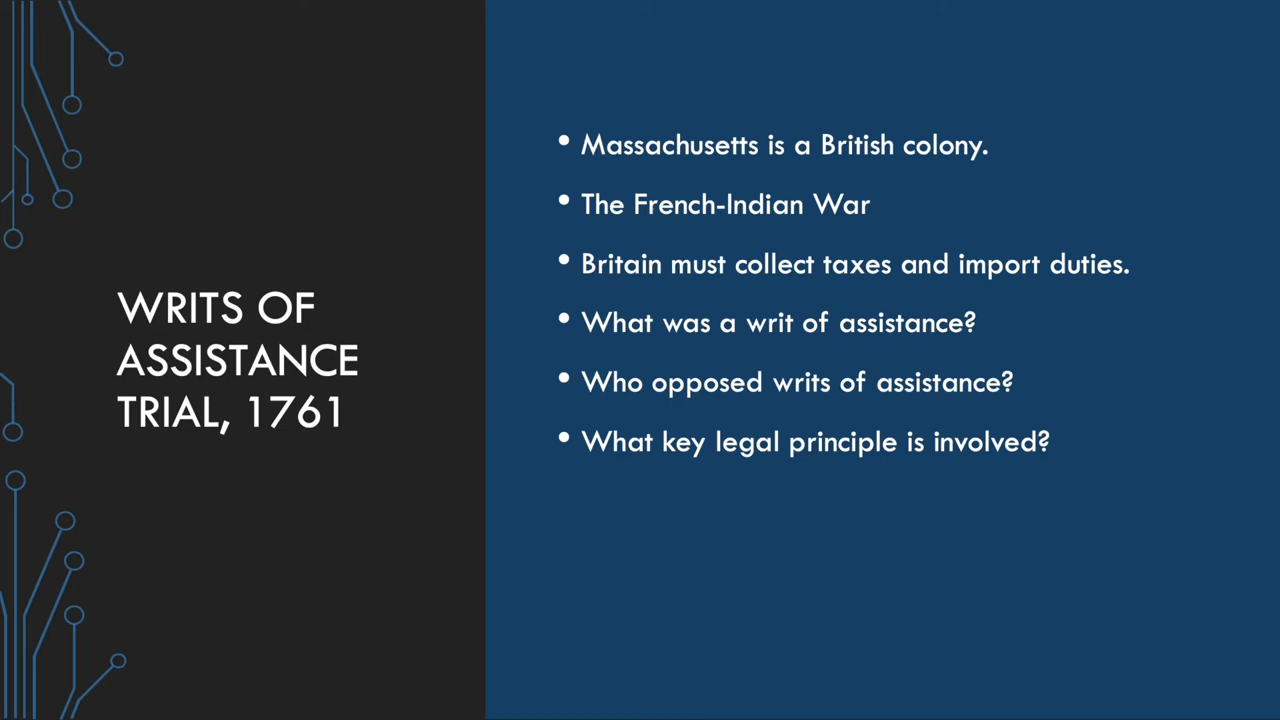 WRITS OF
ASSISTANCE
TRIAL, 1761
• Massachusetts is a British colony.
• The French-Indian War
• Britain must collect taxes and import duties.
• What was a writ of assistance?
• Who opposed writs of assistance?
• What key legal principle is involved?